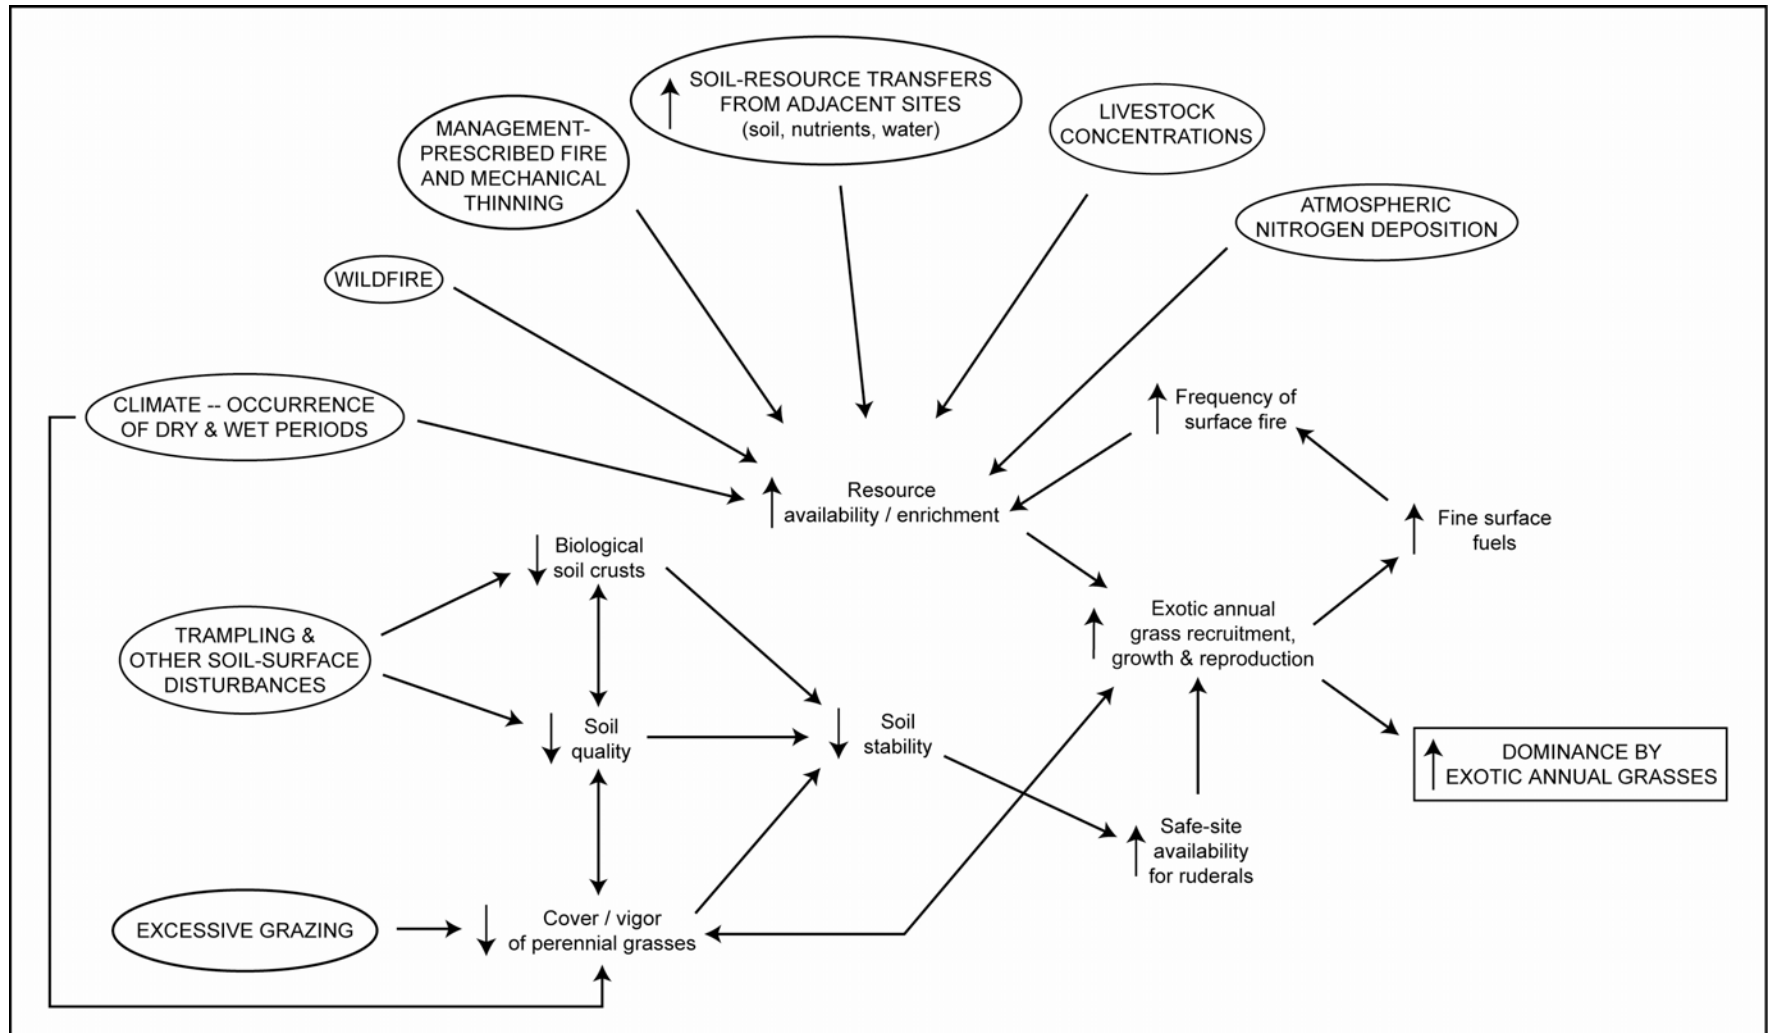 SOIL-RESOURCE TRANSFERS
FROM ADJACENT SITES
(soil, nutrients, water)
LIVESTOCK
CONCENTRATIONS
MANAGEMENT-
PRESCRIBED FIRE
AND MECHANICAL
THINNING
ATMOSPHERIC
NITROGEN DEPOSITION
WILDFIRE
CLIMATE -- OCCURRENCE
OF DRY & WET PERIODS
Frequency of
surface fire
Resource
availability / enrichment
Fine surface
fuels
Biological
soil crusts
Exotic annual
grass recruitment,
growth & reproduction
TRAMPLING &
OTHER SOIL-SURFACE
DISTURBANCES
Soil
quality
Soil
stability
DOMINANCE BY
EXOTIC ANNUAL GRASSES
Safe-site
availability
for ruderals
EXCESSIVE GRAZING
Cover / vigor
of perennial grasses